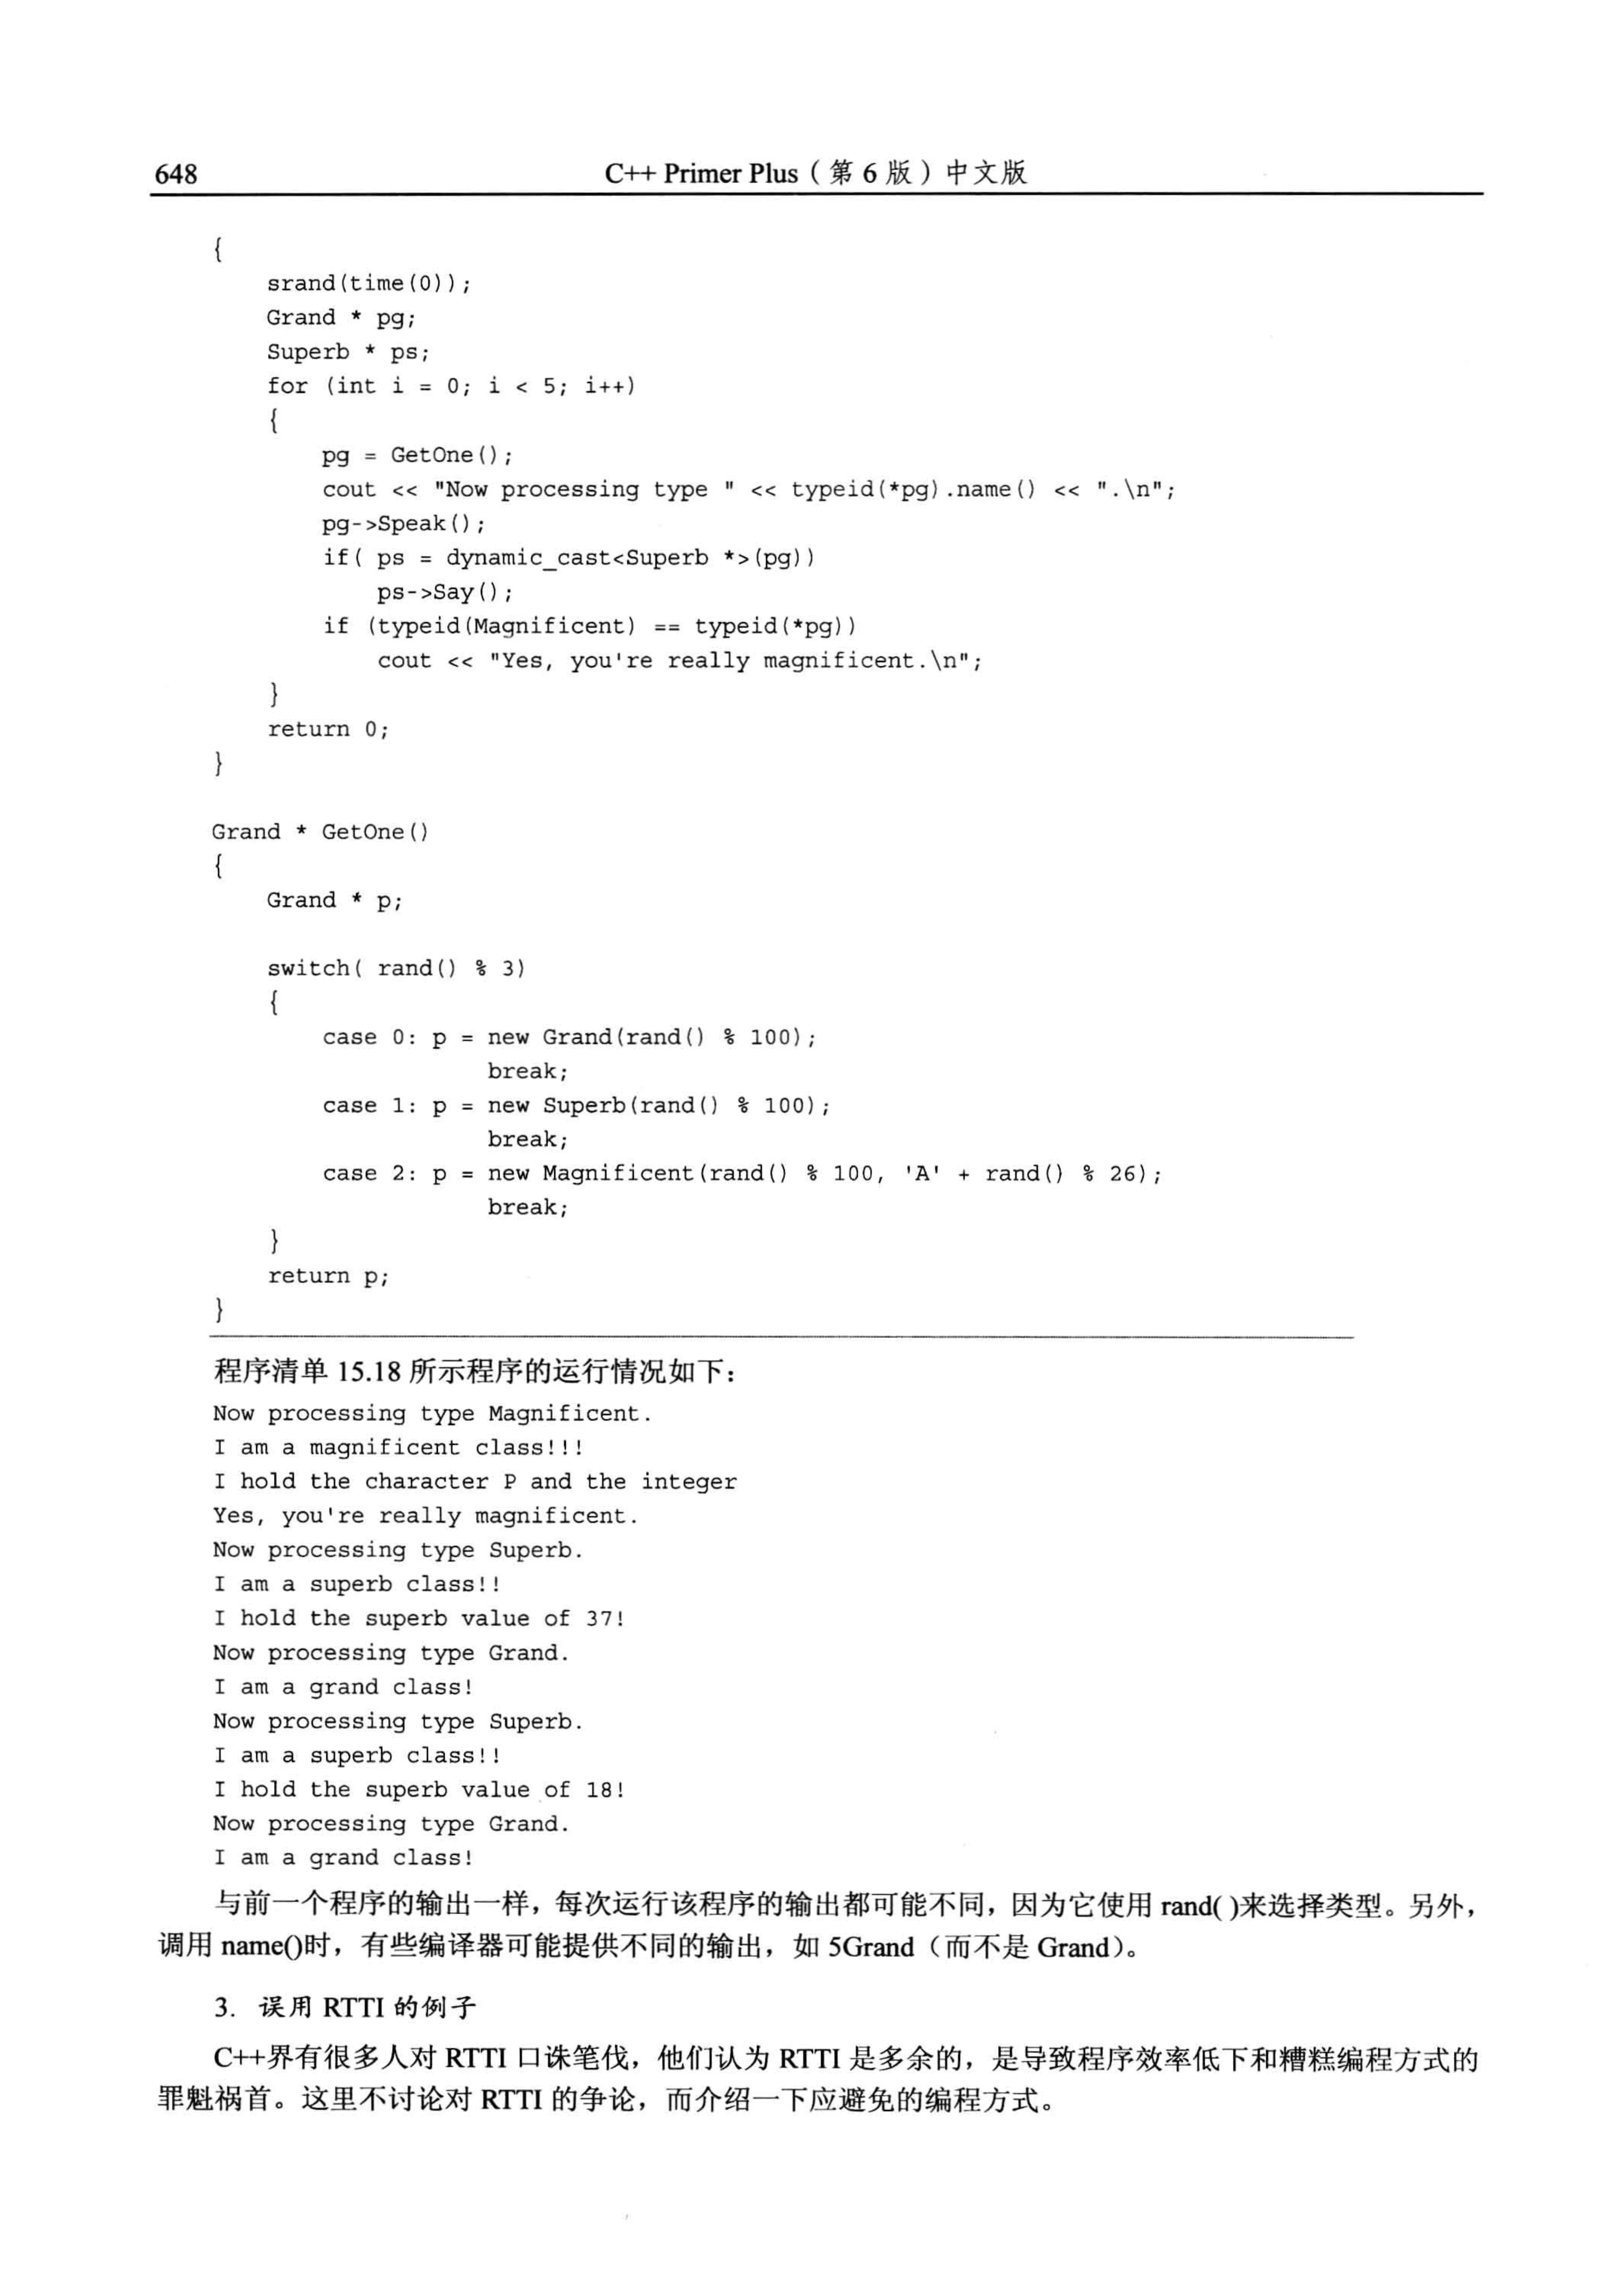 648
C++ Primer Plus（第 6 版）中文版
{
    srand(time(0));
    Grand * pg;
    Superb * ps;
    for (int i = 0; i < 5; i++)
    {
        pg = GetOne();
        cout << "Now processing type " << typeid(*pg).name() << ".\n";
        pg->Speak();
        if( ps = dynamic_cast<Superb *>(pg))
            ps->Say();
        if (typeid(Magnificent) == typeid(*pg))
            cout << "Yes, you're really magnificent.\n";
    }
    return 0;
}
Grand * GetOne()
{
    Grand * p;
    switch( rand() % 3)
    {
        case 0: p = new Grand(rand() % 100);
                    break;
        case 1: p = new Superb(rand() % 100);
                    break;
        case 2: p = new Magnificent(rand() % 100, 'A' + rand() % 26);
                    break;
    }
    return p;
}
程序清单 15.18 所示程序的运行情况如下：
Now processing type Magnificent.
I am a magnificent class!!!
I hold the character P and the integer
Yes, you're really magnificent.
Now processing type Superb.
I am a superb class!!
I hold the superb value of 37!
Now processing type Grand.
I am a grand class!
Now processing type Superb.
I am a superb class!!
I hold the superb value of 18!
Now processing type Grand.
I am a grand class!
与前一个程序的输出一样，每次运行该程序的输出都可能不同，因为它使用 rand( )来选择类型。另外，
调用 name()时，有些编译器可能提供不同的输出，如 5Grand（而不是 Grand）。
3. 误用 RTTI 的例子
C++界有很多人对 RTTI 口诛笔伐，他们认为 RTTI 是多余的，是导致程序效率低下和糟糕编程方式的
罪魁祸首。这里不讨论对 RTTI 的争论，而介绍一下应避免的编程方式。